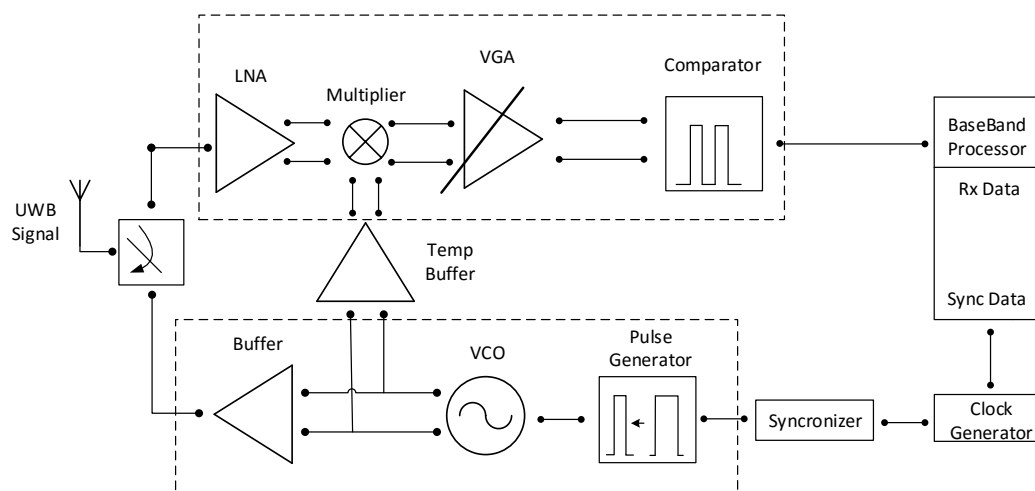 LNA
Multiplier
VGA
Comparator
BaseBand
Processor
Rx Data
Sync Data
UWB
Signal
Temp
Buffer
Buffer
VCO
Pulse
Generator
Syncronizer
Clock
Generator